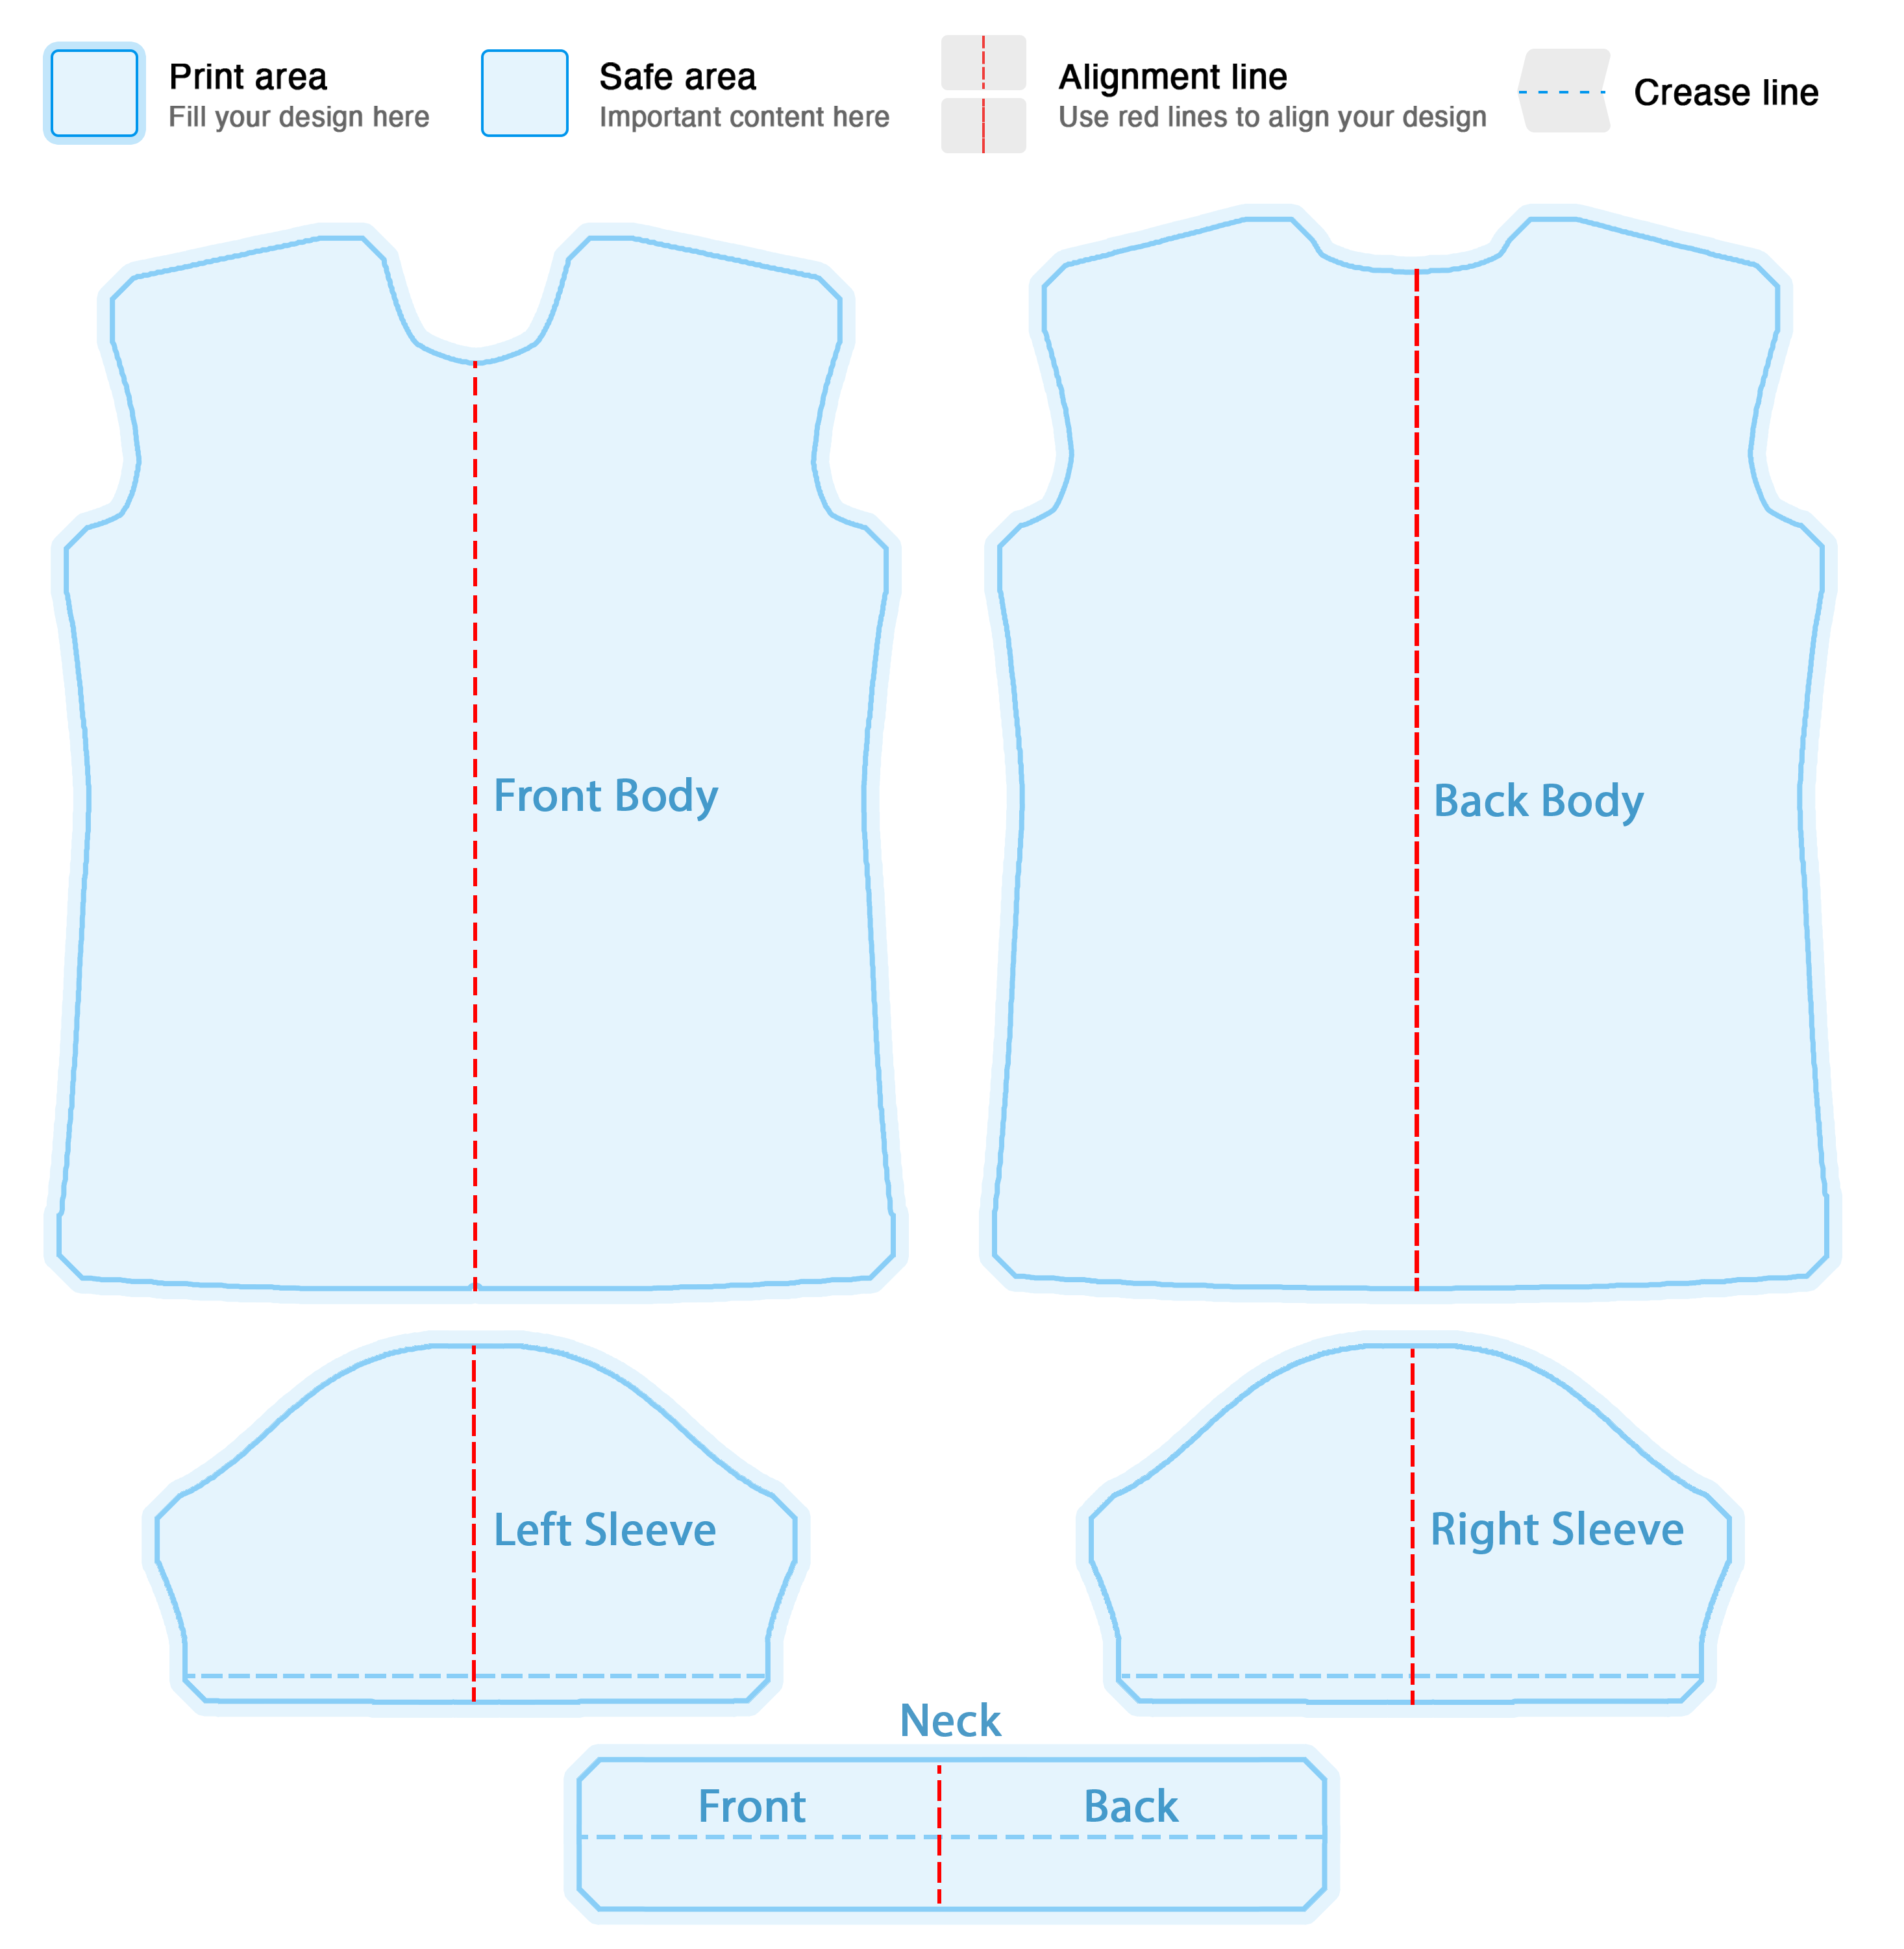 Print area
Fill your design here
Safe area
Important content here
Alignment line
Use red lines to align your design
Crease line
Front Body
Back Body
Left Sleeve
Right Sleeve
Neck
Front
Back